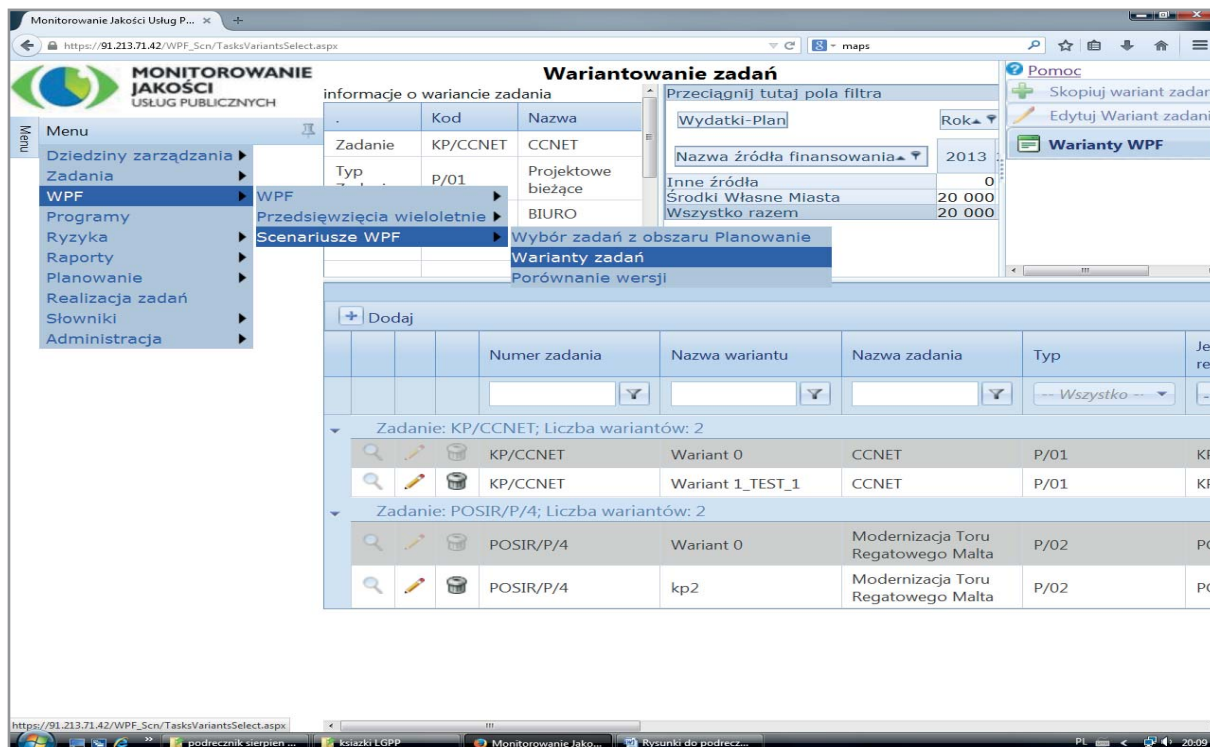 Monitorowanie Jakości Usług P... × +
https://91.213.71.42/WPF_Scn/TasksVariantsSelect.aspx
8 - maps
MONITOROWANIE
JAKOŚCI
USŁUG PUBLICZNYCH
Menu
Menu
Dziedziny zarządzania
Zadania
WPF
Programy
Ryzyka
Raporty
Planowanie
Realizacja zadań
Słowniki
Administracja
WPF
Przedsięwzięcia wieloletnie
Scenariusze WPF
Wybór zadań z obszaru Planowanie
Warianty zadań
Porównanie wersji
Wariantowanie zadań
informacje o wariancie zadania
. Kod Nazwa
Zadanie KP/CCNET CCNET
Typ P/01 Projektowe bieżące
BIURO
Przeciągnij tutaj pola filtra
Wydatki-Plan Rok
Nazwa źródła finansowania 2013
Inne źródła 0
Środki Własne Miasta 20 000
Wszystko razem 20 000
Pomoc
Skopiuj wariant zadan
Edytuj Wariant zadani
Warianty WPF
+ Dodaj
Numer zadania Nazwa wariantu Nazwa zadania Typ Je
re
-- Wszystko -- -
Zadanie: KP/CCNET; Liczba wariantów: 2
KP/CCNET Wariant 0 CCNET P/01 KF
KP/CCNET Wariant 1_TEST_1 CCNET P/01 KF
Zadanie: POSIR/P/4; Liczba wariantów: 2
POSIR/P/4 Wariant 0 Modernizacja Toru Regatowego Malta P/02 PO
POSIR/P/4 kp2 Modernizacja Toru Regatowego Malta P/02 PO
https://91.213.71.42/WPF_Scn/TasksVariantsSelect.aspx
podrecznik sierpien ... ksiazki LGPP Monitorowanie Jako... Rysunki do podrecz... PL 20:09